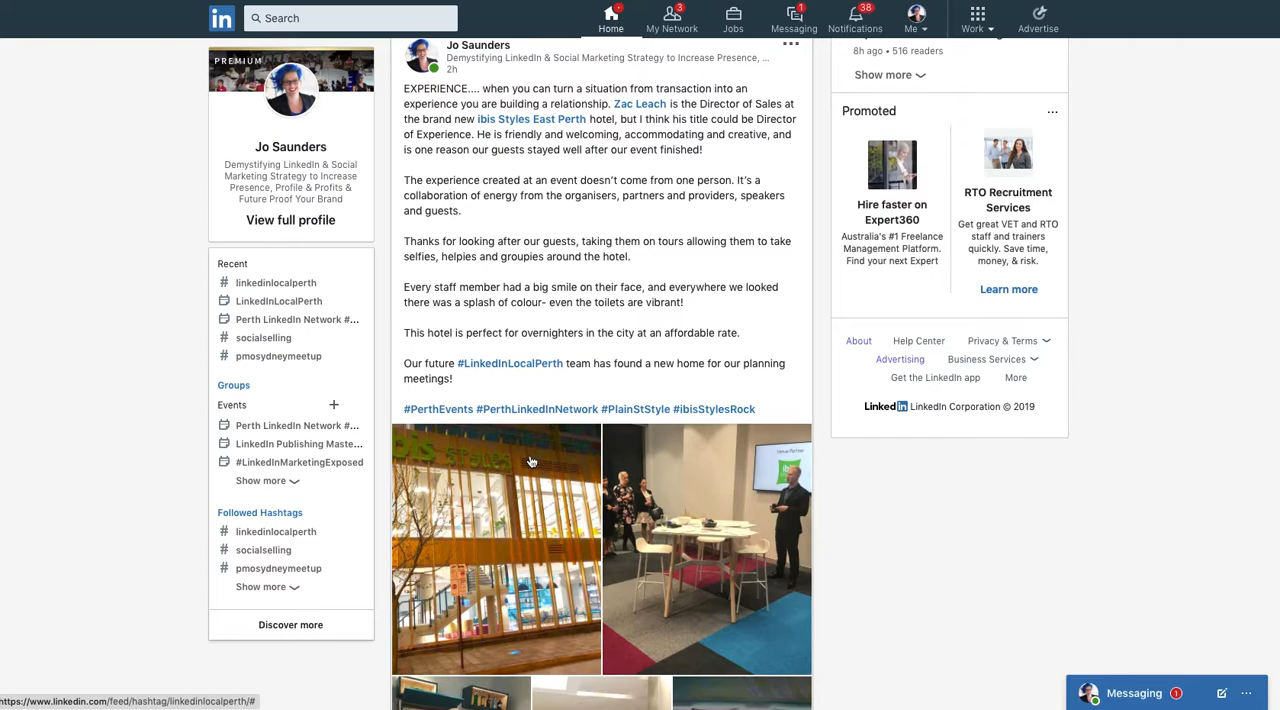 in
Search
Home
3
My Network
Jobs
1
Messaging
38
Notifications
Me
Work
Advertise
PREMIUM
Jo Saunders
Demystifying LinkedIn & Social
Marketing Strategy to Increase
Presence, Profile & Profits &
Future Proof Your Brand
View full profile
Recent
# linkedinlocalperth
LinkedInLocalPerth
Perth LinkedIn Network #...
# socialselling
# pmosydneymeetup
Groups
Events +
Perth LinkedIn Network #...
LinkedIn Publishing Maste...
#LinkedInMarketingExposed
Show more
Followed Hashtags
# linkedinlocalperth
# socialselling
# pmosydneymeetup
Show more
Discover more
Jo Saunders
Demystifying LinkedIn & Social Marketing Strategy to Increase Presence, ...
2h
EXPERIENCE.... when you can turn a situation from transaction into an
experience you are building a relationship. Zac Leach is the Director of Sales at
the brand new ibis Styles East Perth hotel, but I think his title could be Director
of Experience. He is friendly and welcoming, accommodating and creative, and
is one reason our guests stayed well after our event finished!
The experience created at an event doesn't come from one person. It's a
collaboration of energy from the organisers, partners and providers, speakers
and guests.
Thanks for looking after our guests, taking them on tours allowing them to take
selfies, helpies and groupies around the hotel.
Every staff member had a big smile on their face, and everywhere we looked
there was a splash of colour- even the toilets are vibrant!
This hotel is perfect for overnighters in the city at an affordable rate.
Our future #LinkedInLocalPerth team has found a new home for our planning
meetings!
#PerthEvents #PerthLinkedInNetwork #PlainStStyle #ibisStylesRock
ibis
8h ago • 516 readers
Show more
Promoted
Hire faster on
Expert360
Australia's #1 Freelance
Management Platform.
Find your next Expert
RTO Recruitment
Services
Get great VET and RTO
staff and trainers
quickly. Save time,
money, & risk.
Learn more
About Help Center Privacy & Terms
Advertising Business Services
Get the LinkedIn app More
LinkedIn LinkedIn Corporation © 2019
https://www.linkedin.com/feed/hashtag/linkedinlocalperth/#
Messaging 1